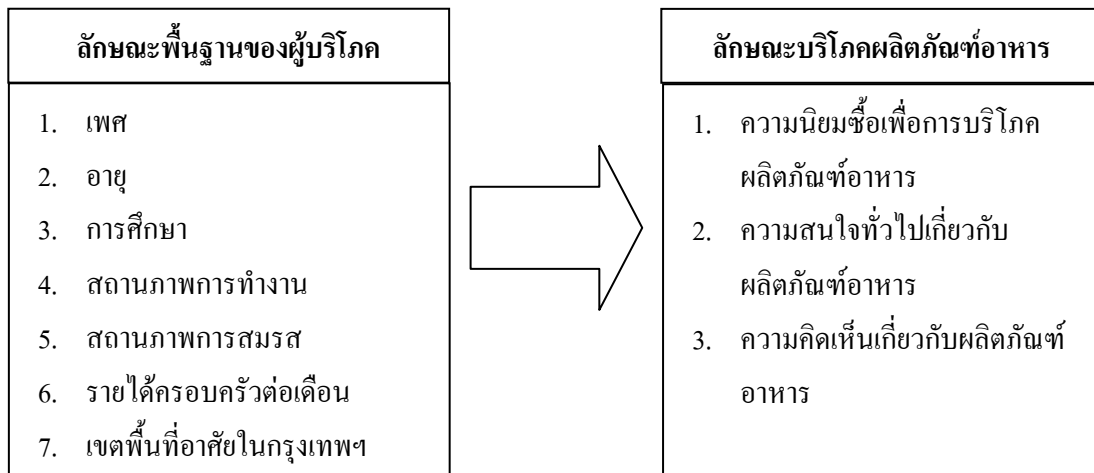 ลักษณะพื้นฐานของผู้บริโภค
1. เพศ
2. อายุ
3. การศึกษา
4. สถานภาพการทำงาน
5. สถานภาพการสมรส
6. รายได้ครอบครัวต่อเดือน
7. เขตพื้นที่อาศัยในกรุงเทพฯ
ลักษณะบริโภคผลิตภัณฑ์อาหาร
1. ความนิยมซื้อเพื่อการบริโภค
ผลิตภัณฑ์อาหาร
2. ความสนใจทั่วไปเกี่ยวกับ
ผลิตภัณฑ์อาหาร
3. ความคิดเห็นเกี่ยวกับผลิตภัณฑ์
อาหาร